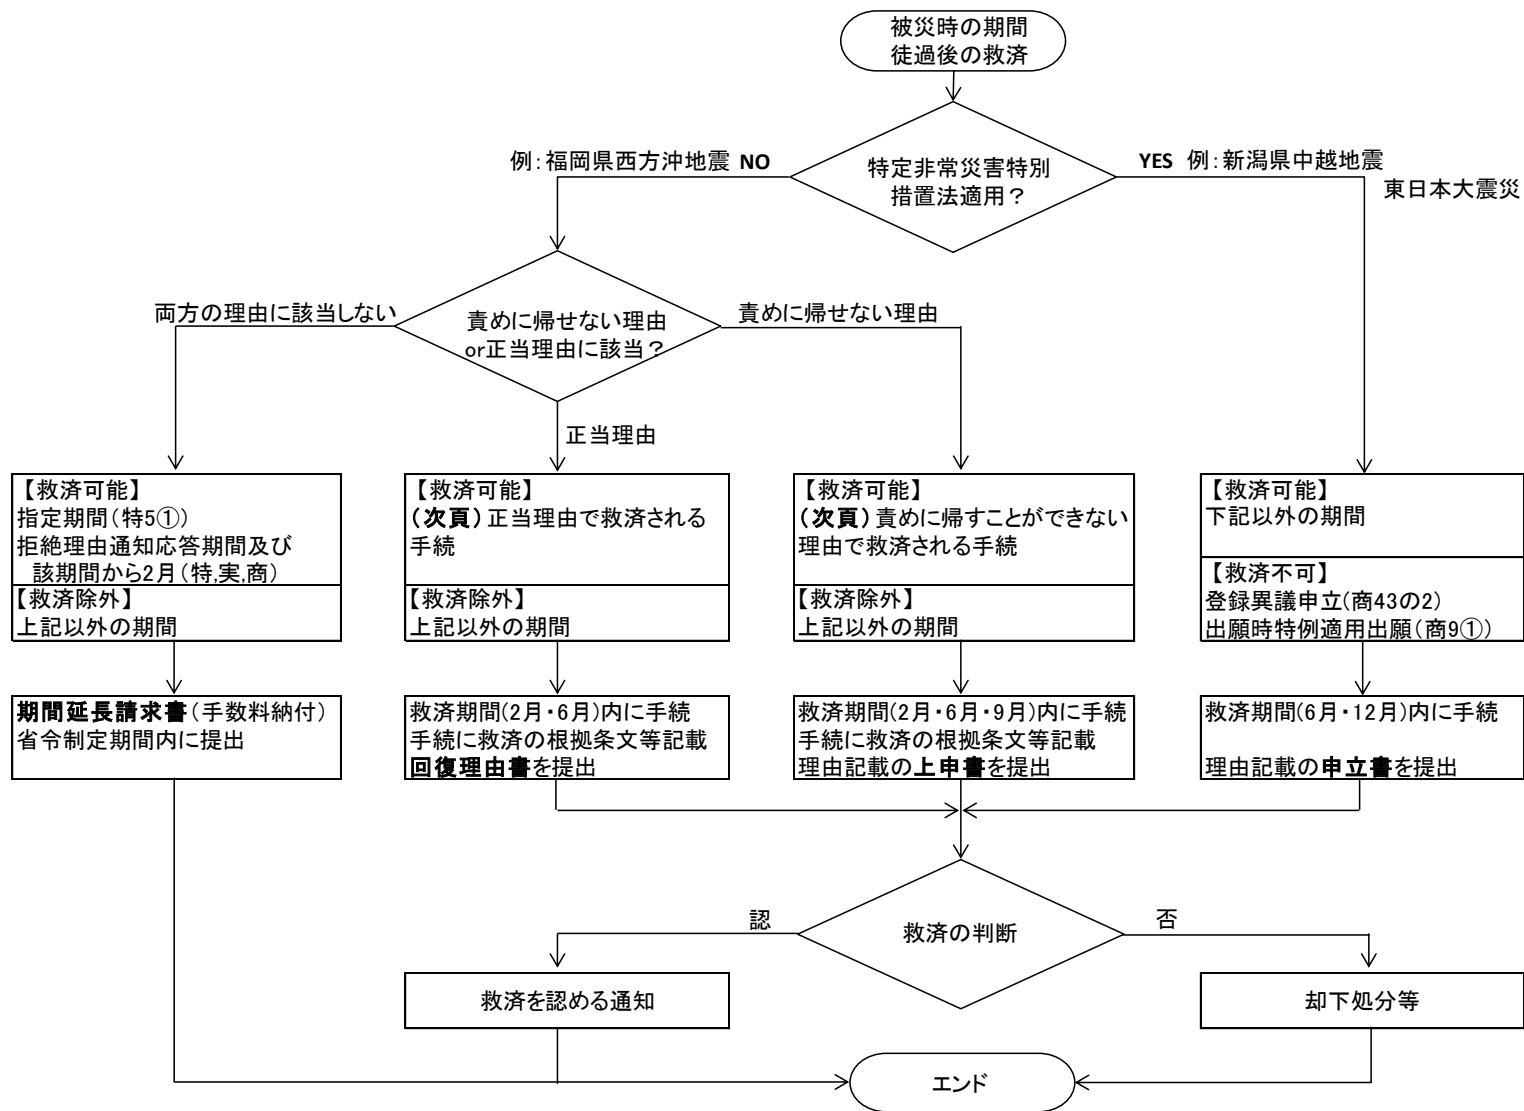 被災時の期間
徒過後の救済
例：福岡県西方沖地震 NO
特定非常災害特別
措置法適用？
YES 例：新潟県中越地震
東日本大震災
両方の理由に該当しない
責めに帰せない理由
or正当理由に該当？
責めに帰せない理由
正当理由
【救済可能】
指定期間（特5①）
拒絶理由通知応答期間及び
該期間から2月（特,実,商）
【救済除外】
上記以外の期間
【救済可能】
（次頁）正当理由で救済される
手続
【救済除外】
上記以外の期間
【救済可能】
（次頁）責めに帰すことができない
理由で救済される手続
【救済除外】
上記以外の期間
【救済可能】
下記以外の期間
【救済不可】
登録異議申立(商43の2)
出願時特例適用出願（商9①）
期間延長請求書（手数料納付）
省令制定期間内に提出
救済期間(2月・6月)内に手続
手続に救済の根拠条文等記載
回復理由書を提出
救済期間(2月・6月・9月)内に手続
手続に救済の根拠条文等記載
理由記載の上申書を提出
救済期間(6月・12月)内に手続
理由記載の申立書を提出
認
救済の判断
否
救済を認める通知
却下処分等
エンド